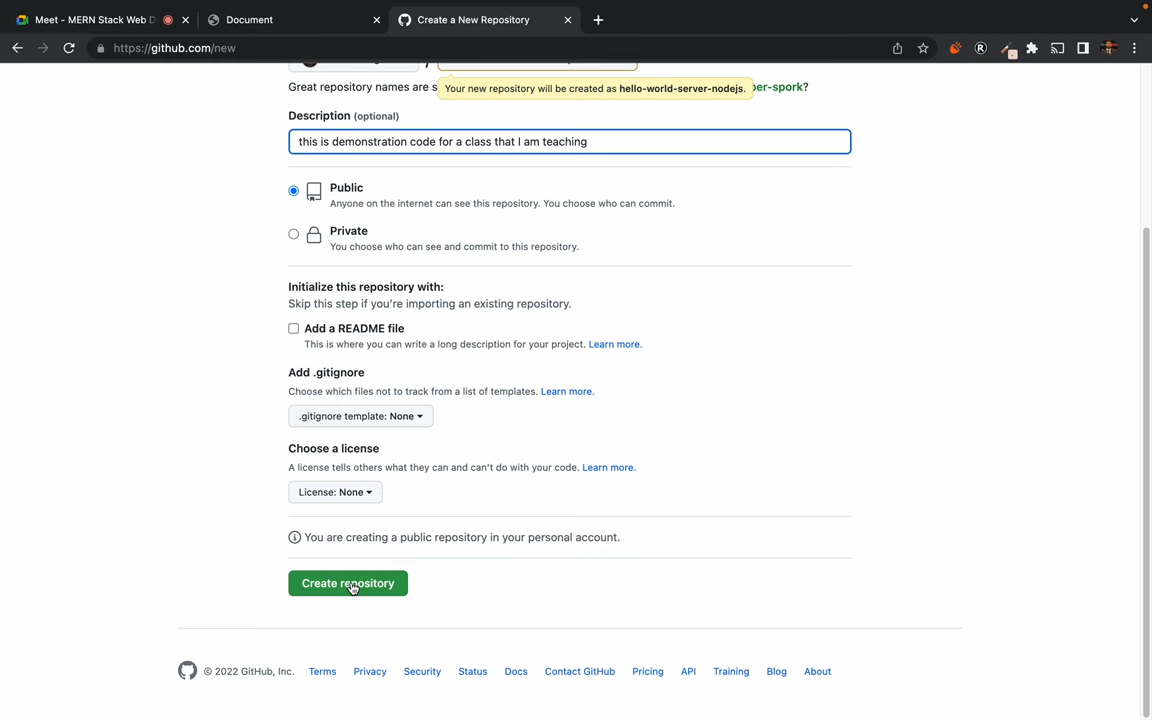 Meet - MERN Stack Web D
Document
Create a New Repository
https://github.com/new
Great repository names are s
Your new repository will be created as hello-world-server-nodejs.
er-spork?
Description (optional)
this is demonstration code for a class that I am teaching
Public
Anyone on the internet can see this repository. You choose who can commit.
Private
You choose who can see and commit to this repository.
Initialize this repository with:
Skip this step if you're importing an existing repository.
Add a README file
This is where you can write a long description for your project. Learn more.
Add .gitignore
Choose which files not to track from a list of templates. Learn more.
.gitignore template: None
Choose a license
A license tells others what they can and can't do with your code. Learn more.
License: None
You are creating a public repository in your personal account.
Create repository
© 2022 GitHub, Inc. Terms Privacy Security Status Docs Contact GitHub Pricing API Training Blog About